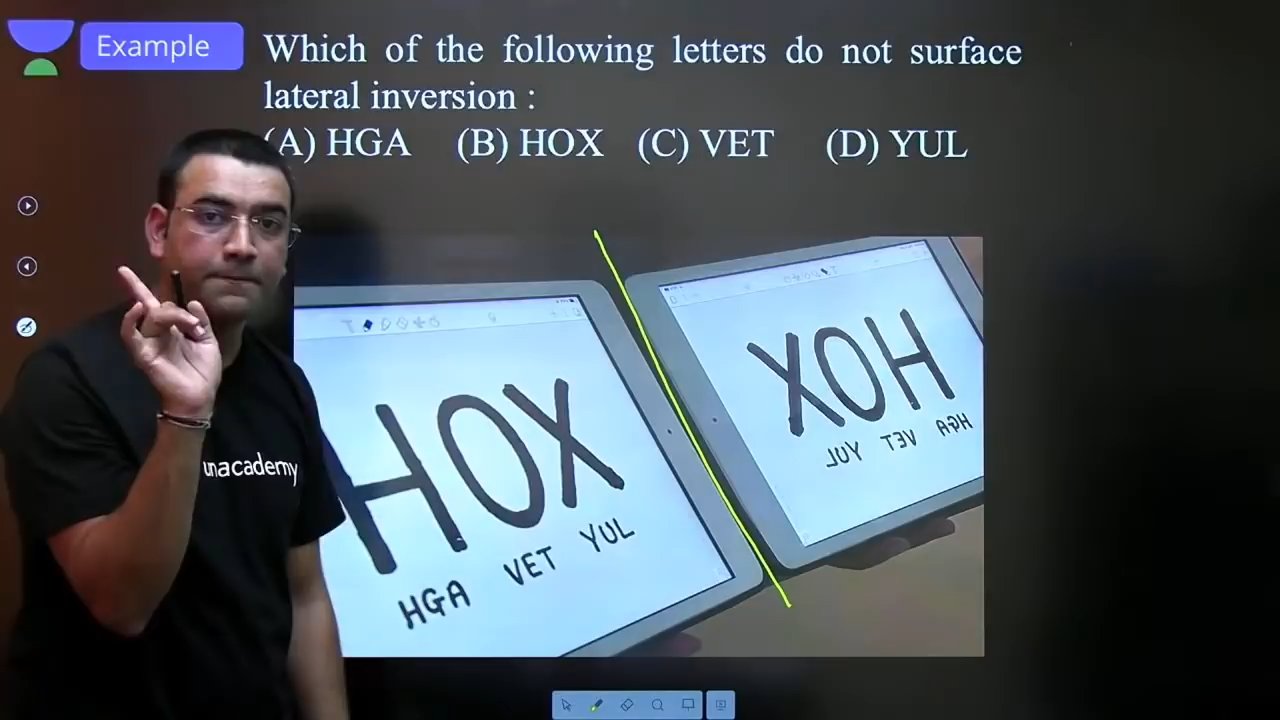 Example
Which of the following letters do not surface
lateral inversion :
(A) HGA (B) HOX (C) VET (D) YUL
unacademy
HOX
HGA VET YUL
XOH